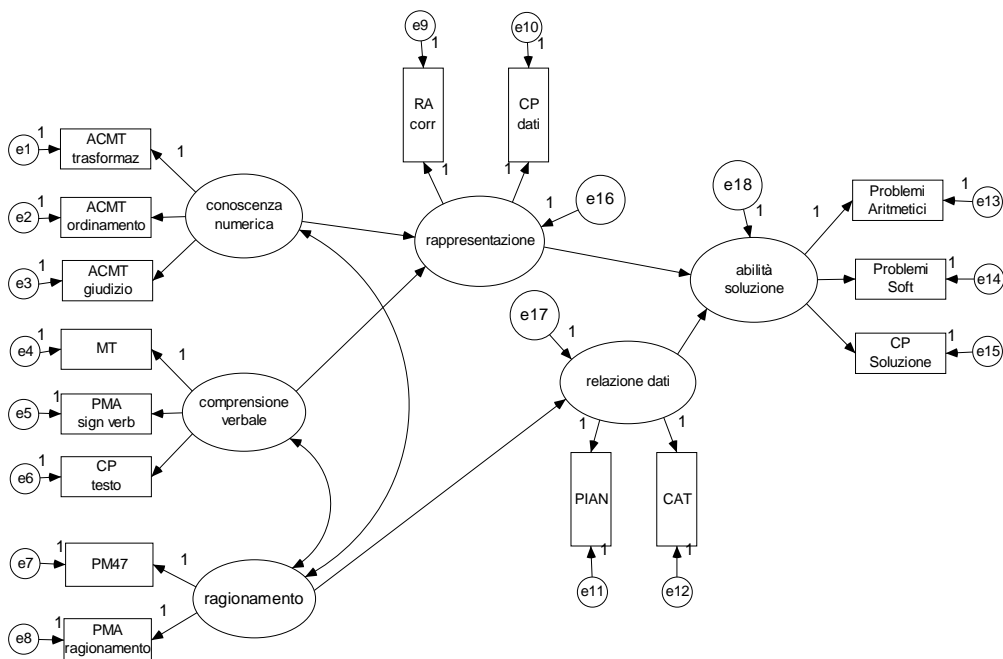 e9
1
e10
1
RA
corr
CP
dati
1
1
e1
1
ACMT
trasformaz
1
e2
1
ACMT
ordinamento
e3
1
ACMT
giudizio
conoscenza
numerica
rappresentazione
1
e16
e18
1
abilità
soluzione
1
Problemi
Aritmetici
1
e13
Problemi
Soft
1
e14
CP
Soluzione
1
e15
e17
1
relazione dati
1
1
PIAN
CAT
1
1
e11
e12
e4
1
MT
1
e5
1
PMA
sign verb
e6
1
CP
testo
comprensione
verbale
e7
1
PM47
1
e8
1
PMA
ragionamento
1
ragionamento